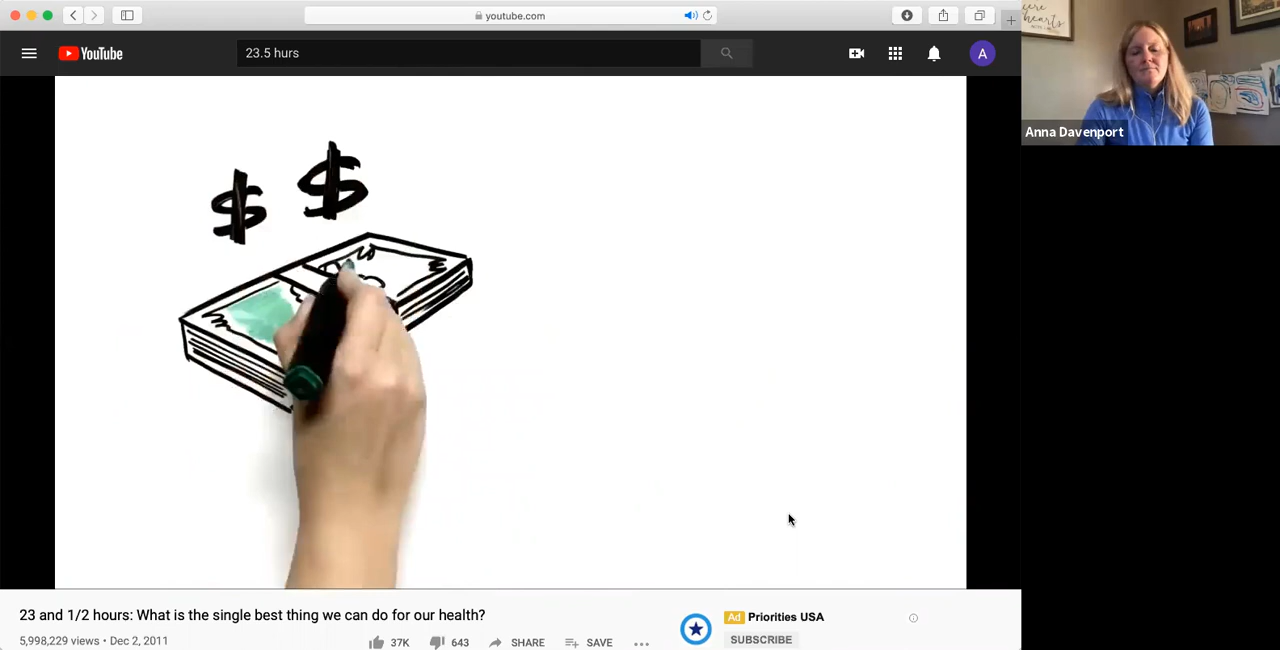 youtube.com
YouTube
23.5 hurs
A
hearts
Anna Davenport
$ $
23 and 1/2 hours: What is the single best thing we can do for our health?
5,998,229 views • Dec 2, 2011
37K
643
SHARE
SAVE
Ad Priorities USA
SUBSCRIBE